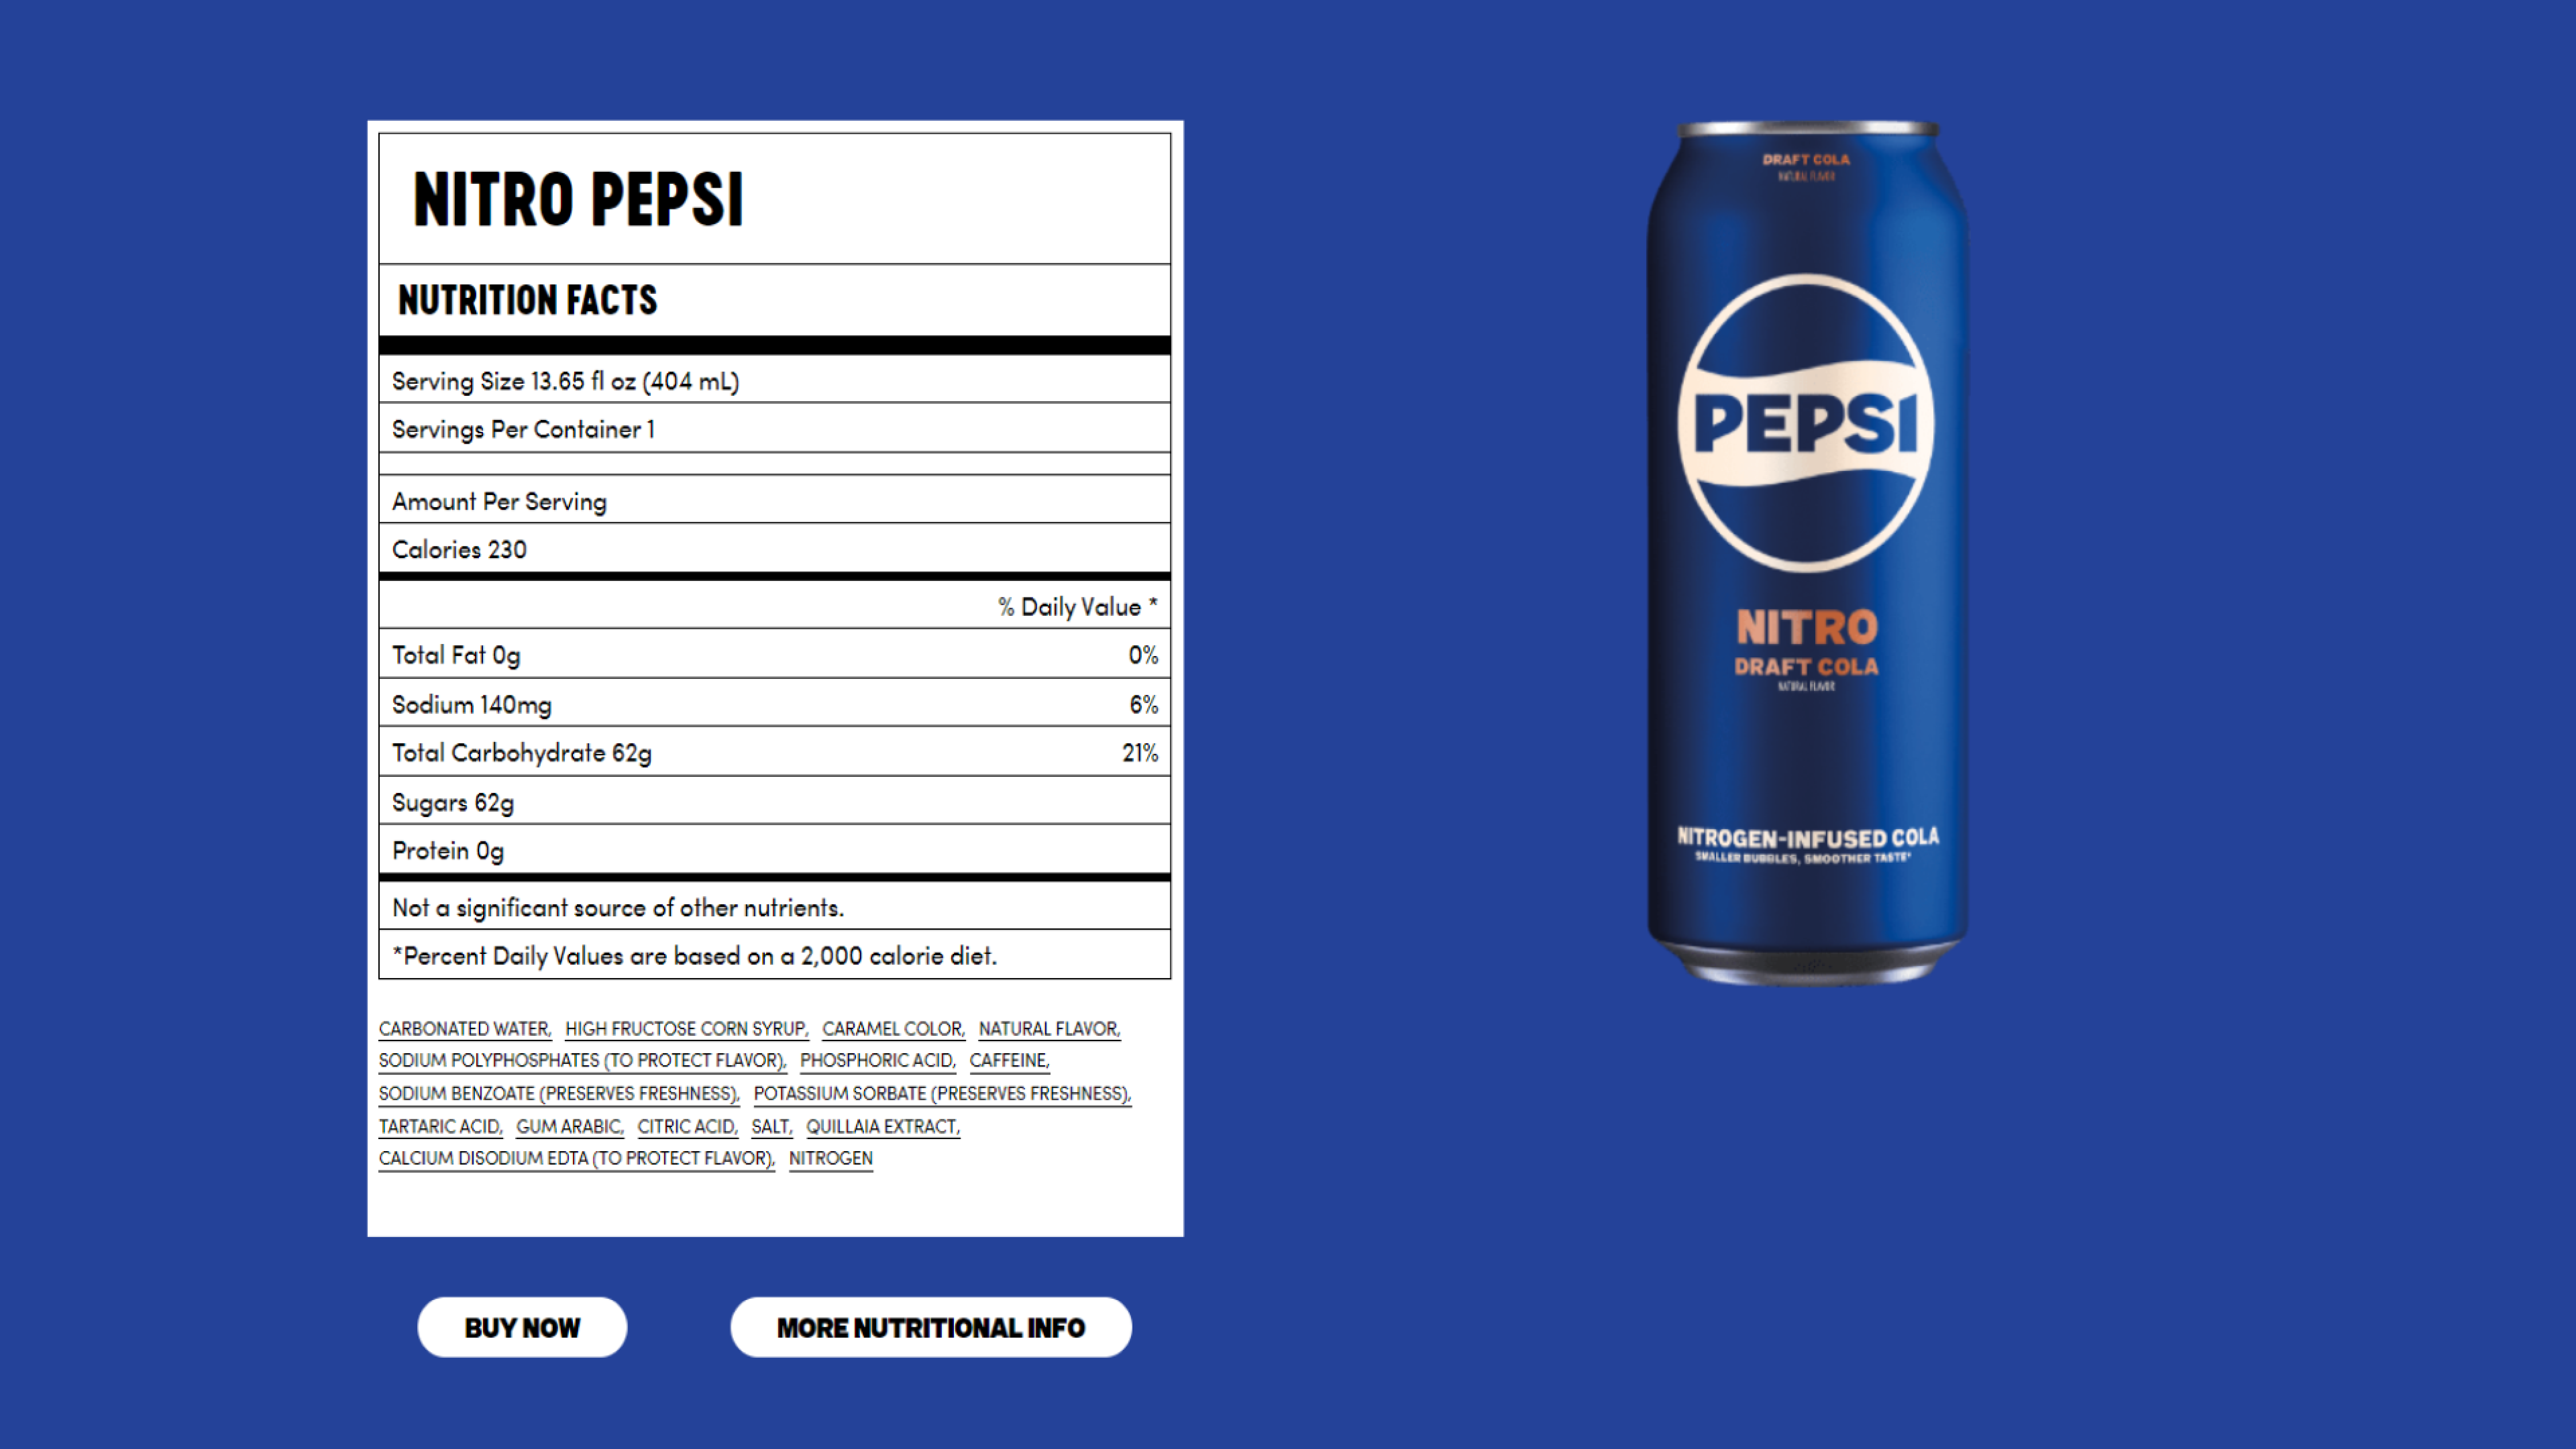 NITRO PEPSI
NUTRITION FACTS
Serving Size 13.65 fl oz (404 mL)
Servings Per Container 1
Amount Per Serving
Calories 230
% Daily Value *
Total Fat 0g 0%
Sodium 140mg 6%
Total Carbohydrate 62g 21%
Sugars 62g
Protein 0g
Not a significant source of other nutrients.
*Percent Daily Values are based on a 2,000 calorie diet.
CARBONATED WATER, HIGH FRUCTOSE CORN SYRUP, CARAMEL COLOR, NATURAL FLAVOR,
SODIUM POLYPHOSPHATES (TO PROTECT FLAVOR), PHOSPHORIC ACID, CAFFEINE,
SODIUM BENZOATE (PRESERVES FRESHNESS), POTASSIUM SORBATE (PRESERVES FRESHNESS),
TARTARIC ACID, GUM ARABIC, CITRIC ACID, SALT, QUILLAIA EXTRACT,
CALCIUM DISODIUM EDTA (TO PROTECT FLAVOR), NITROGEN
BUY NOW
MORE NUTRITIONAL INFO
DRAFT COLA
NATURAL FLAVOR
PEPSI
NITRO
DRAFT COLA
NATURAL FLAVOR
NITROGEN-INFUSED COLA
SMALLER BUBBLES, SMOOTHER TASTE*